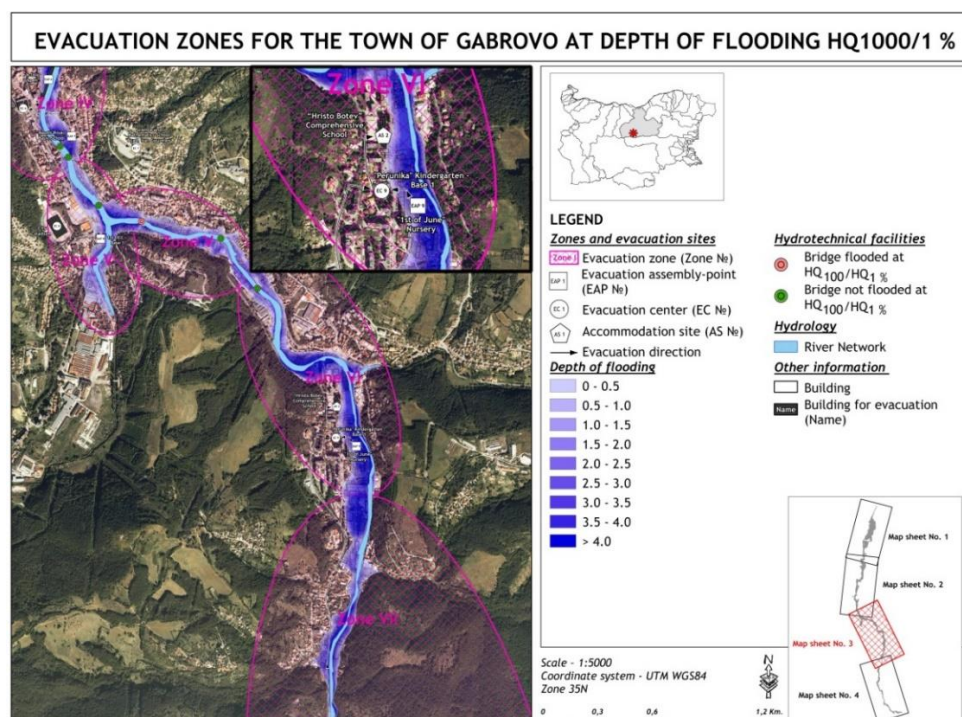 EVACUATION ZONES FOR THE TOWN OF GABROVO AT DEPTH OF FLOODING HQ1000/1 %
Zone IV
Zone V
Zone VI
Zone VII
Zone VI
"Hristo Botev"
Comprehensive
School
AS 2
"Perunika" Kindergarten
Base 1
EC 9
EAP 9
"1st of June"
Nursery
LEGEND
Zones and evacuation sites
Zone I
Evacuation zone (Zone №)
EAP 1
Evacuation assembly-point
(EAP №)
EC 1
Evacuation center (EC №)
AS 1
Accommodation site (AS №)
Evacuation direction
Depth of flooding
0 - 0.5
0.5 - 1.0
1.0 - 1.5
1.5 - 2.0
2.0 - 2.5
2.5 - 3.0
3.0 - 3.5
3.5 - 4.0
> 4.0
Hydrotechnical facilities
Bridge flooded at
HQ100/HQ1 %
Bridge not flooded at
HQ100/HQ1 %
Hydrology
River Network
Other information
Building
Name
Building for evacuation
(Name)
Map sheet No. 1
Map sheet No. 2
Map sheet No. 3
Map sheet No. 4
Scale - 1:5000
Coordinate system - UTM WGS84
Zone 35N
N
0 0,3 0,6 1,2 Km.